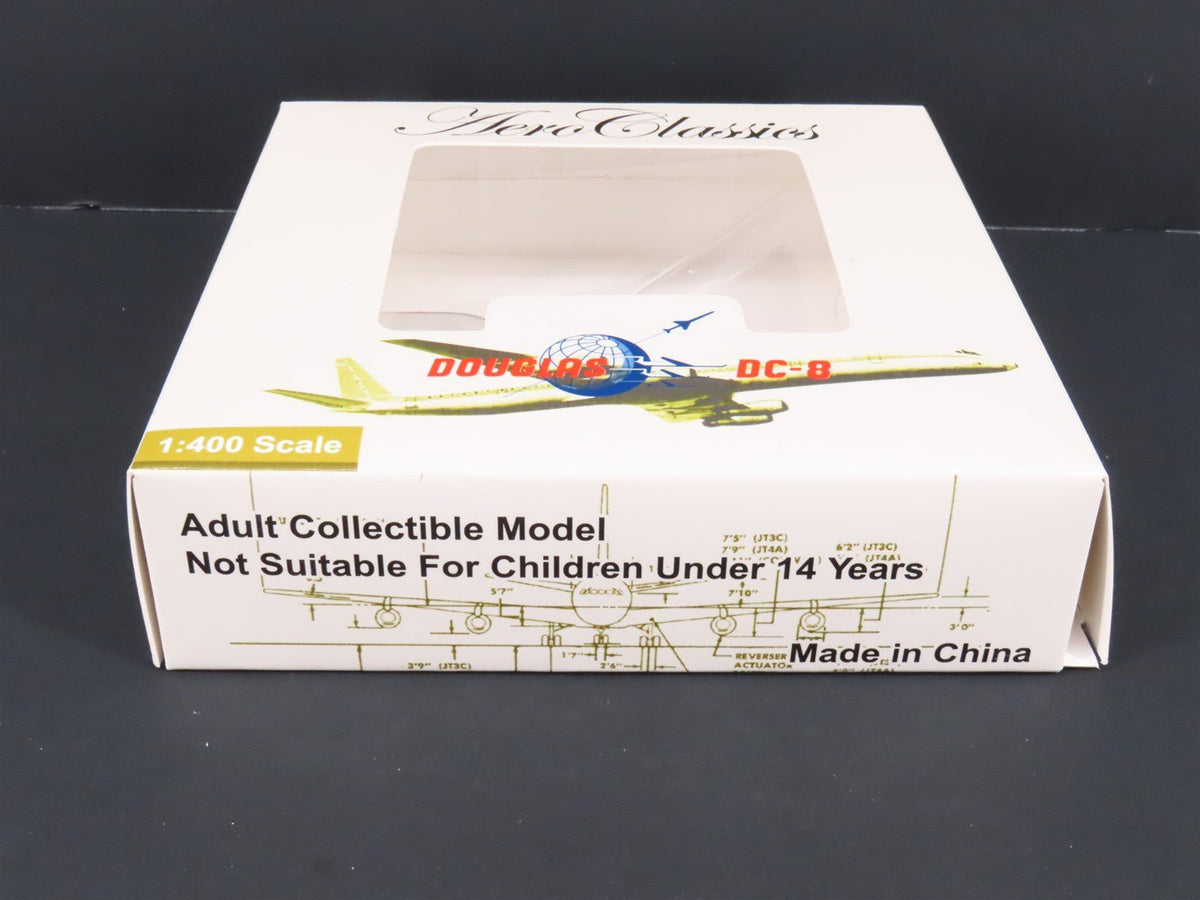 AeroClassics
DOUGLAS DC-8
1:400 Scale
Adult Collectible Model
Not Suitable For Children Under 14 Years
7'5" (JT3C)
7'9" (JT4A)
6'2" (JT3C)
(JT4A)
5'7"
7'10"
3'0"
1'7"
2'6"
3'9" (JT3C)
REVERSER
ACTUATOR
Made in China